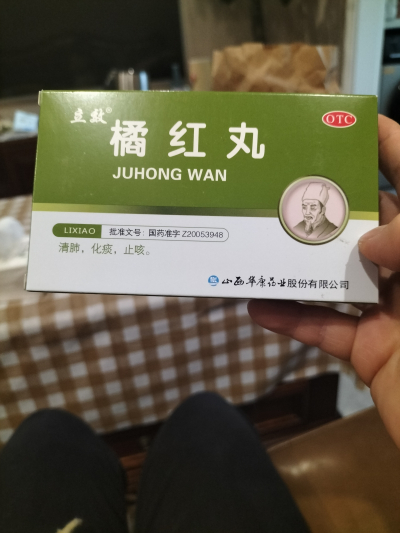 立效®
OTC
橘红丸
JUHONG WAN
LIXIAO 批准文号：国药准字Z20053948
清肺，化痰，止咳。
山西华康药业股份有限公司